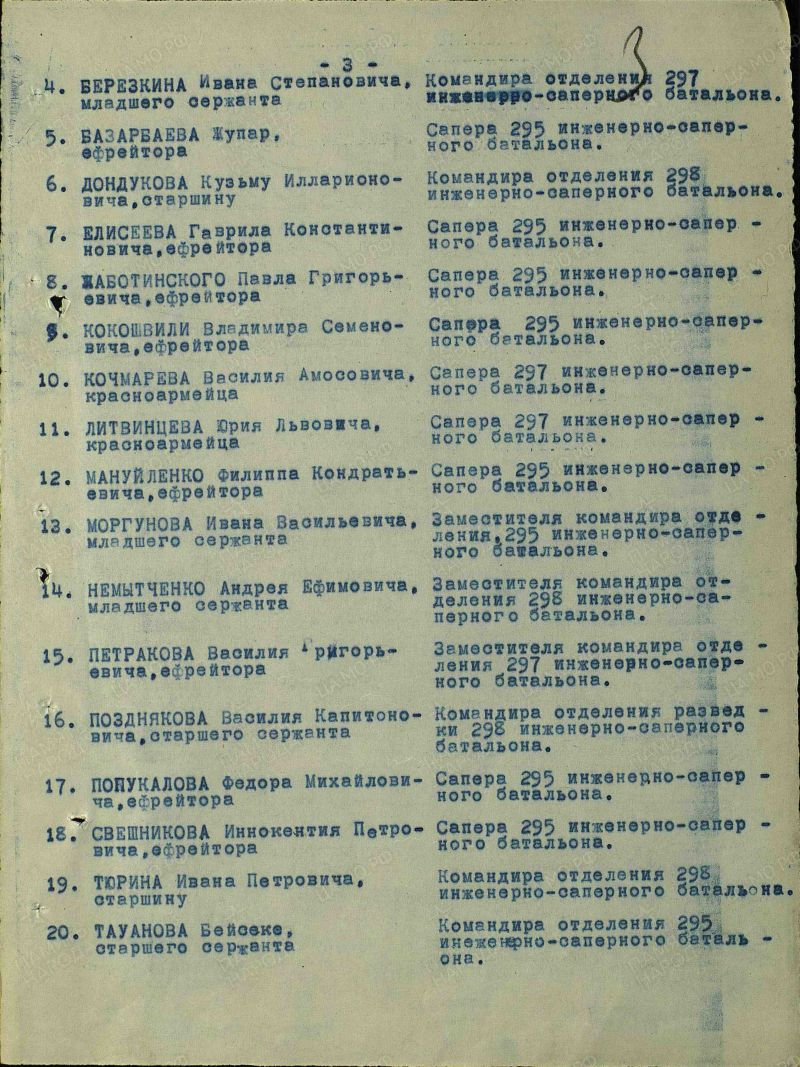 - 3 -
3
4. БЕРЕЗКИНА Ивана Степановича, Командира отделения 297
младшего сержанта инженерно-саперного батальона.
5. БАЗАРБАЕВА Жупар, Сапера 295 инженерно-сапер-
ефрейтора ного батальона.
6. ДОНДУКОВА Кузьму Илларионо- Командира отделения 298
вича,старшину инженерно-саперного батальона.
7. ЕЛИСЕЕВА Гаврила Константи- Сапера 295 инженерно-сапер -
новича,ефрейтора ного батальона.
8. ЖАБОТИНСКОГО Павла Григорь- Сапера 295 инженерно-сапер -
евича,ефрейтора ного батальона.
9. КОКОШВИЛИ Владимира Семено- Сапера 295 инженерно-сапер-
вича,ефрейтора ного батальона.
10. КОЧМАРЕВА Василия Амосовича, Сапера 297 инженерно-сапер-
красноармейца ного батальона.
11. ЛИТВИНЦЕВА Юрия Львовича, Сапера 297 инженерно-сапер -
красноармейца ного батальона.
12. МАНУЙЛЕНКО Филиппа Кондрать- Сапера 295 инженерно-сапер -
евича,ефрейтора ного батальона.
13. МОРГУНОВА Ивана Васильевича, Заместителя командира отде -
младшего сержанта ления,295 инженерно-сапер-
ного батальона.
14. НЕМЫТЧЕНКО Андрея Ефимовича, Заместителя командира от-
младшего сержанта деления 298 инженерно-са-
перного батальона.
15. ПЕТРАКОВА Василия Григорь- Заместителя командира отде -
евича,ефрейтора ления 297 инженерно-сапер-
ного батальона.
16. ПОЗДНЯКОВА Василия Капитоно- Командира отделения развед -
вича,старшего сержанта ки 298 инженерно-саперного
батальона.
17. ПОПУКАЛОВА Федора Михайлови- Сапера 295 инженерно-сапер -
ча,ефрейтора ного батальона.
18. СВЕШНИКОВА Иннокентия Петро- Сапера 295 инженерно-сапер -
вича,ефрейтора ного батальона.
19. ТЮРИНА Ивана Петровича, Командира отделения 298
старшину инженерно-саперного батальона.
20. ТАУАНОВА Бейсеке, Командира отделения 295
старшего сержанта инеженрно-саперного баталь -
она.